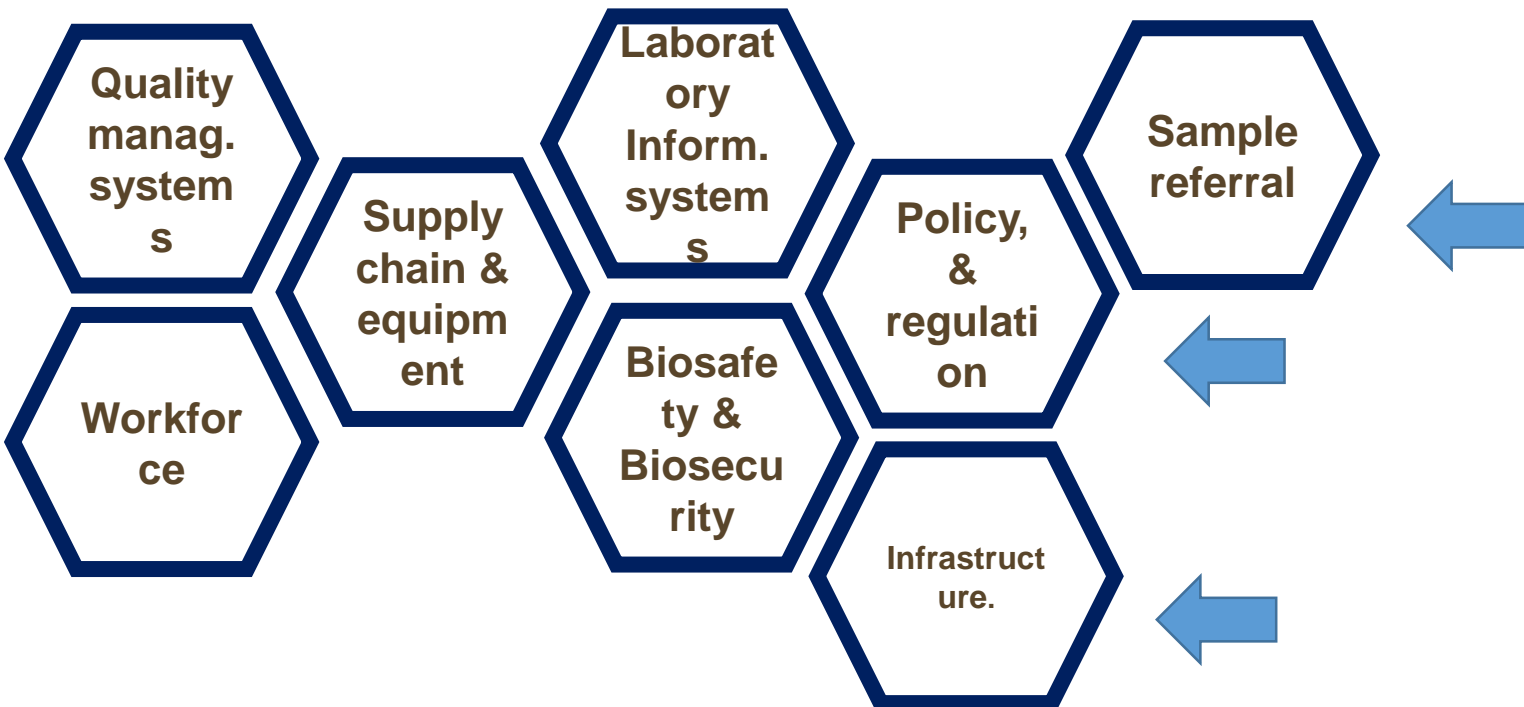 Quality
manag.
system
s
Workfor
ce
Supply
chain &
equipm
ent
Laborat
ory
Inform.
system
s
Biosafe
ty &
Biosecu
rity
Policy,
&
regulati
on
Infrastruct
ure.
Sample
referral